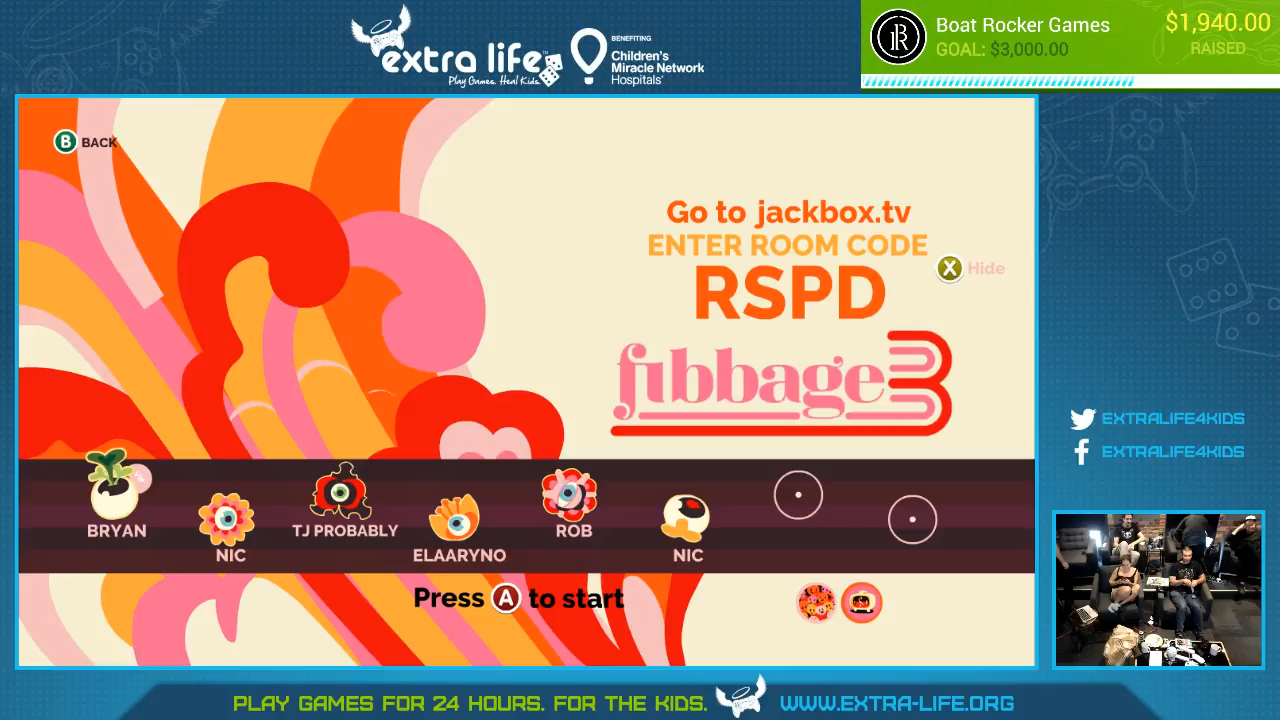 extra life
Play Games. Heal Kids.
BENEFITING
Children's
Miracle Network
Hospitals
Boat Rocker Games
GOAL: $3,000.00
$1,940.00
RAISED
B BACK
Go to jackbox.tv
ENTER ROOM CODE
RSPD
X Hide
fibbage 3
BRYAN
NIC
TJ PROBABLY
ELAARYNO
ROB
NIC
Press A to start
EXTRALIFE4KIDS
EXTRALIFE4KIDS
PLAY GAMES FOR 24 HOURS. FOR THE KIDS.
WWW.EXTRA-LIFE.ORG